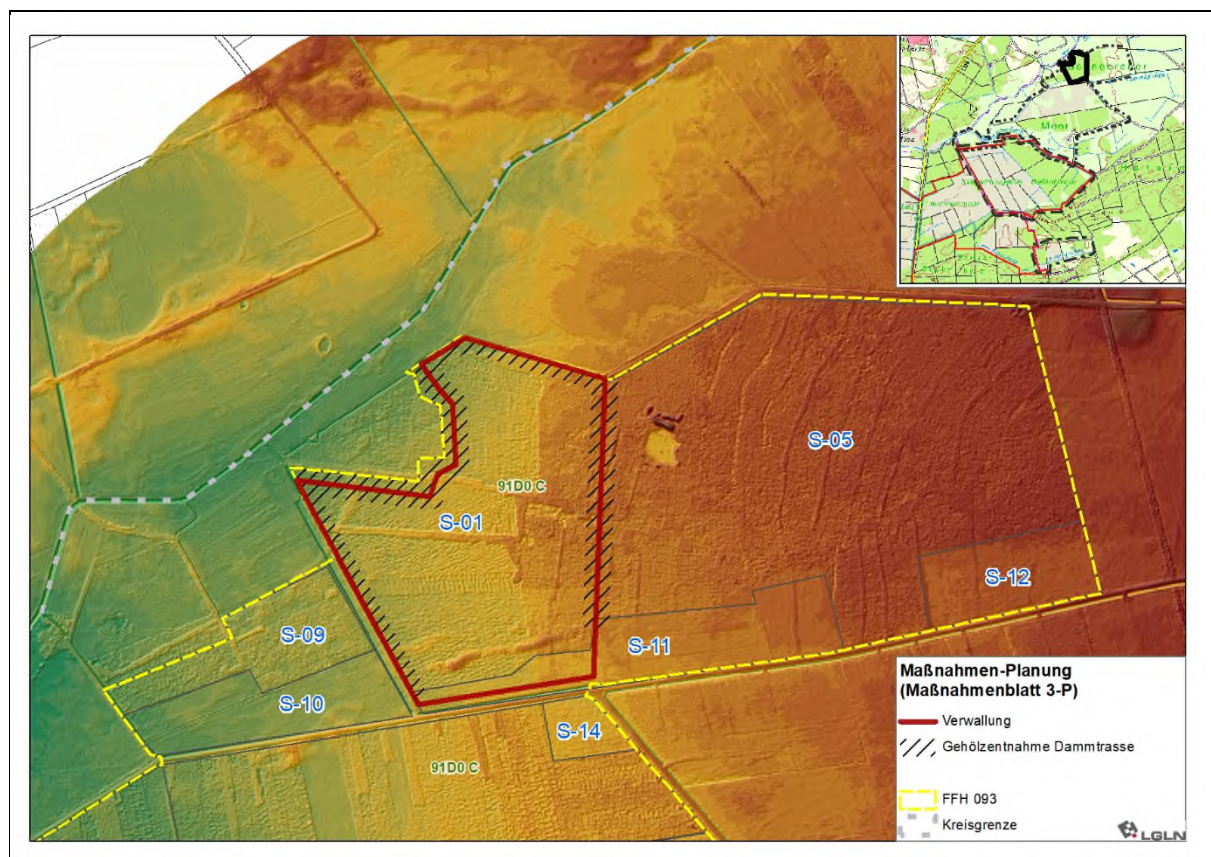 Moor
S-05
91D0 C
S-01
S-12
S-09
S-11
S-10
S-14
91D0 C
Maßnahmen-Planung
(Maßnahmenblatt 3-P)
Verwallung
Gehölzentnahme Dammtrasse
FFH 093
Kreisgrenze
LGLN